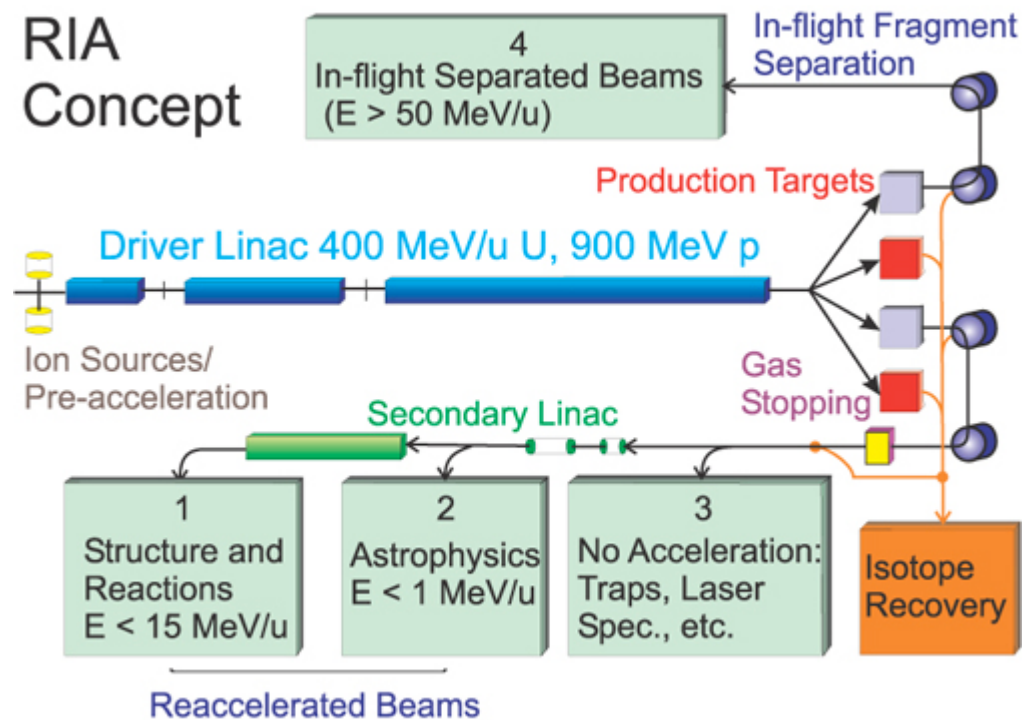 RIA
Concept
4
In-flight Separated Beams
(E > 50 MeV/u)
In-flight Fragment
Separation
Production Targets
Driver Linac 400 MeV/u U, 900 MeV p
Ion Sources/
Pre-acceleration
Gas
Stopping
Secondary Linac
1
Structure and
Reactions
E < 15 MeV/u
2
Astrophysics
E < 1 MeV/u
3
No Acceleration:
Traps, Laser
Spec., etc.
Isotope
Recovery
Reaccelerated Beams